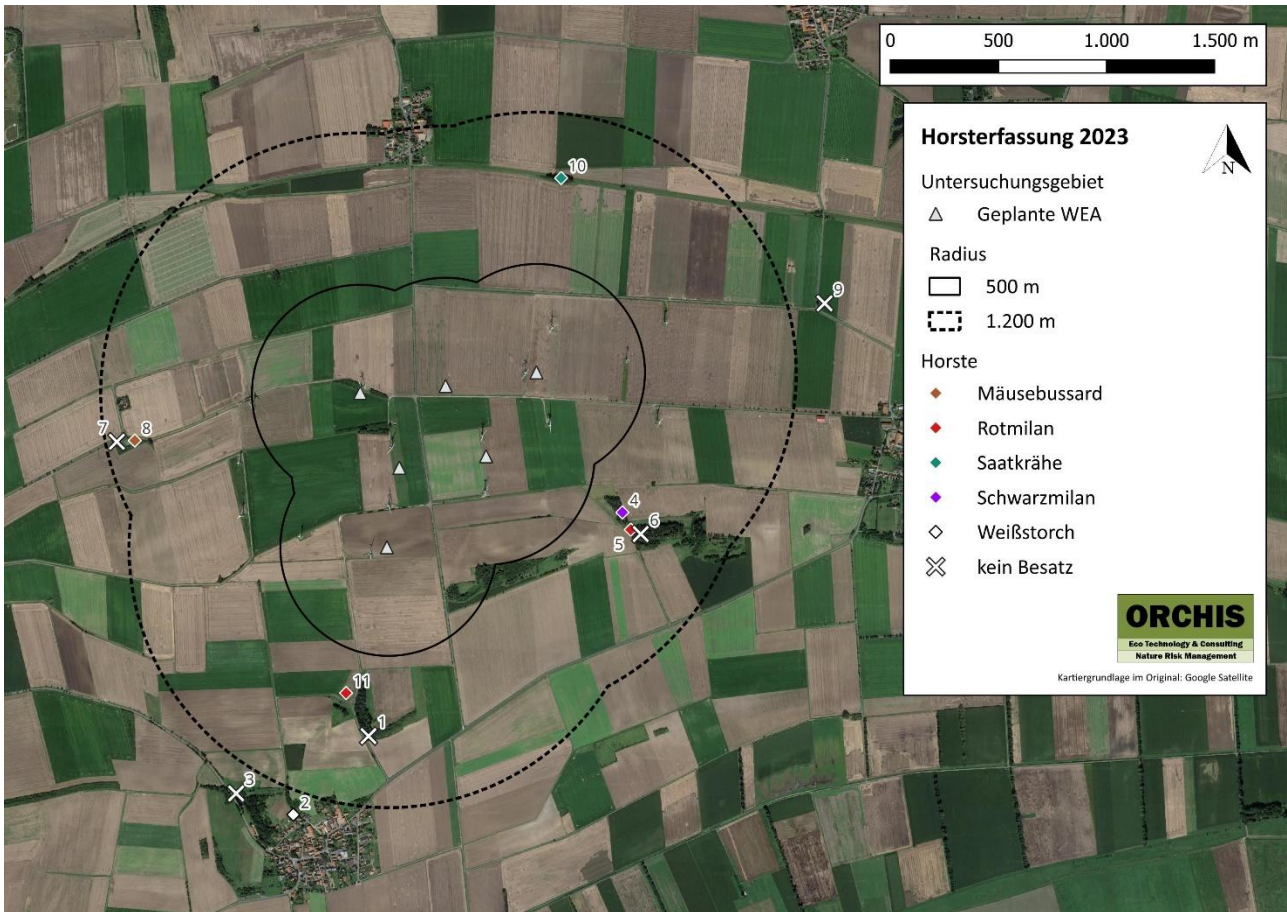 0 500 1.000 1.500 m
Horsterfassung 2023
N
Untersuchungsgebiet
Geplante WEA
Radius
500 m
1.200 m
Horste
Mäusebussard
Rotmilan
Saatkrähe
Schwarzmilan
Weißstorch
kein Besatz
ORCHIS
Eco Technology & Consulting
Nature Risk Management
Kartiergrundlage im Original: Google Satellite
10
9
7 8
4
6
5
11
1
3
2